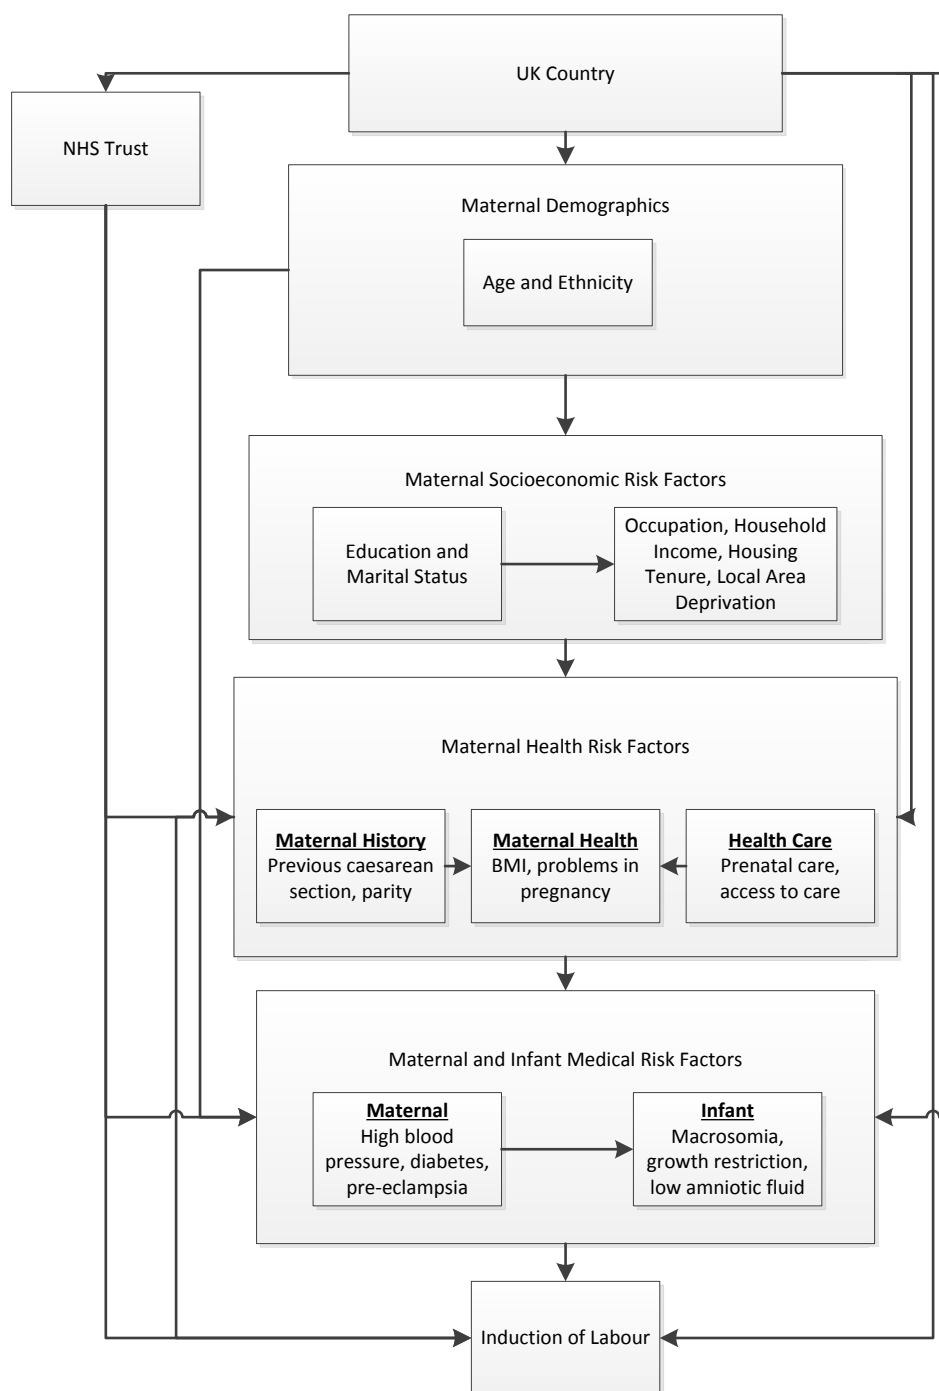 UK Country
NHS Trust
Maternal Demographics
Age and Ethnicity
Maternal Socioeconomic Risk Factors
Education and
Marital Status
Occupation, Household
Income, Housing
Tenure, Local Area
Deprivation
Maternal Health Risk Factors
Maternal History
Previous caesarean
section, parity
Maternal Health
BMI, problems in
pregnancy
Health Care
Prenatal care,
access to care
Maternal and Infant Medical Risk Factors
Maternal
High blood
pressure, diabetes,
pre-eclampsia
Infant
Macrosomia,
growth restriction,
low amniotic fluid
Induction of Labour